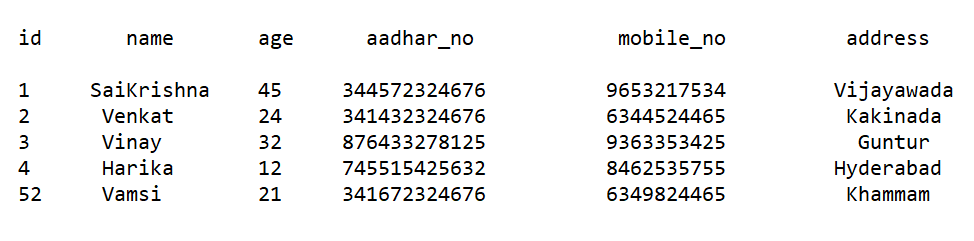 id name age aadhar_no mobile_no address
1 SaiKrishna 45 344572324676 9653217534 Vijayawada
2 Venkat 24 341432324676 6344524465 Kakinada
3 Vinay 32 876433278125 9363353425 Guntur
4 Harika 12 745515425632 8462535755 Hyderabad
52 Vamsi 21 341672324676 6349824465 Khammam